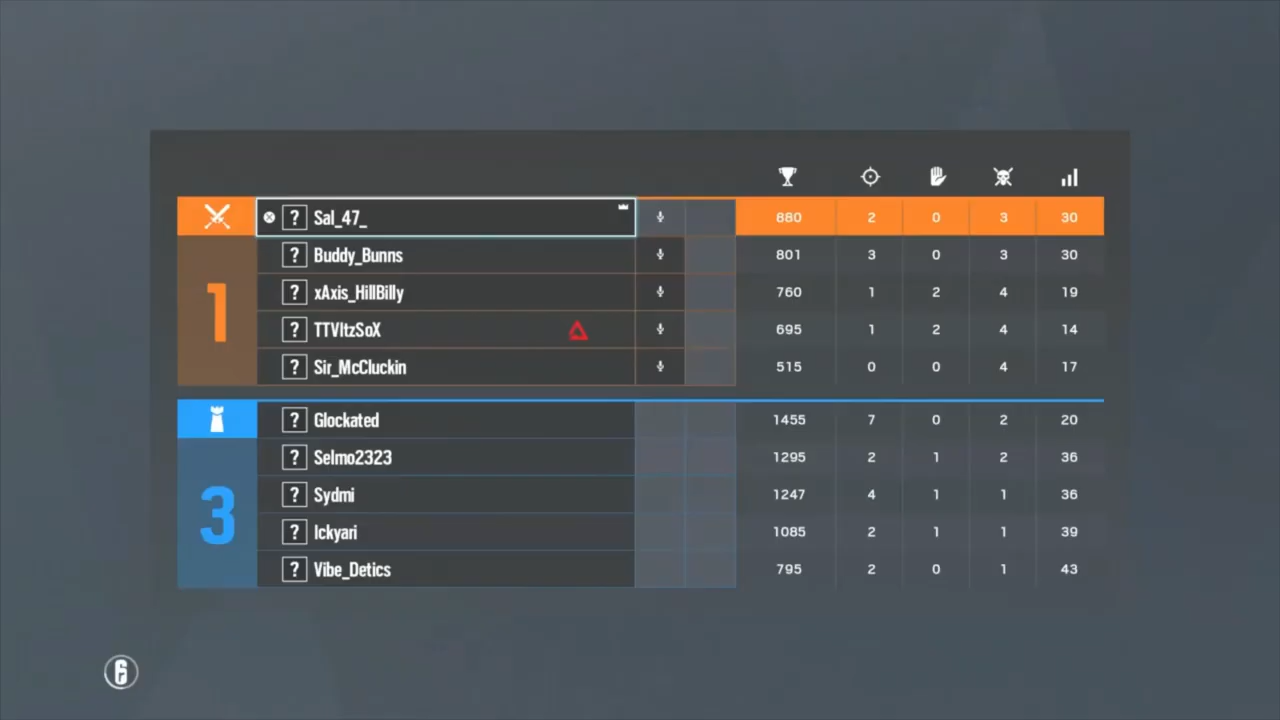 ? Sal_47_ 880 2 0 3 30
? Buddy_Bunns 801 3 0 3 30
1
? xAxis_HillBilly 760 1 2 4 19
? TTVItzSoX 695 1 2 4 14
? Sir_McCluckin 515 0 0 4 17
? Glockated 1455 7 0 2 20
? Selmo2323 1295 2 1 2 36
3
? Sydmi 1247 4 1 1 36
? Ickyari 1085 2 1 1 39
? Vibe_Detics 795 2 0 1 43
6